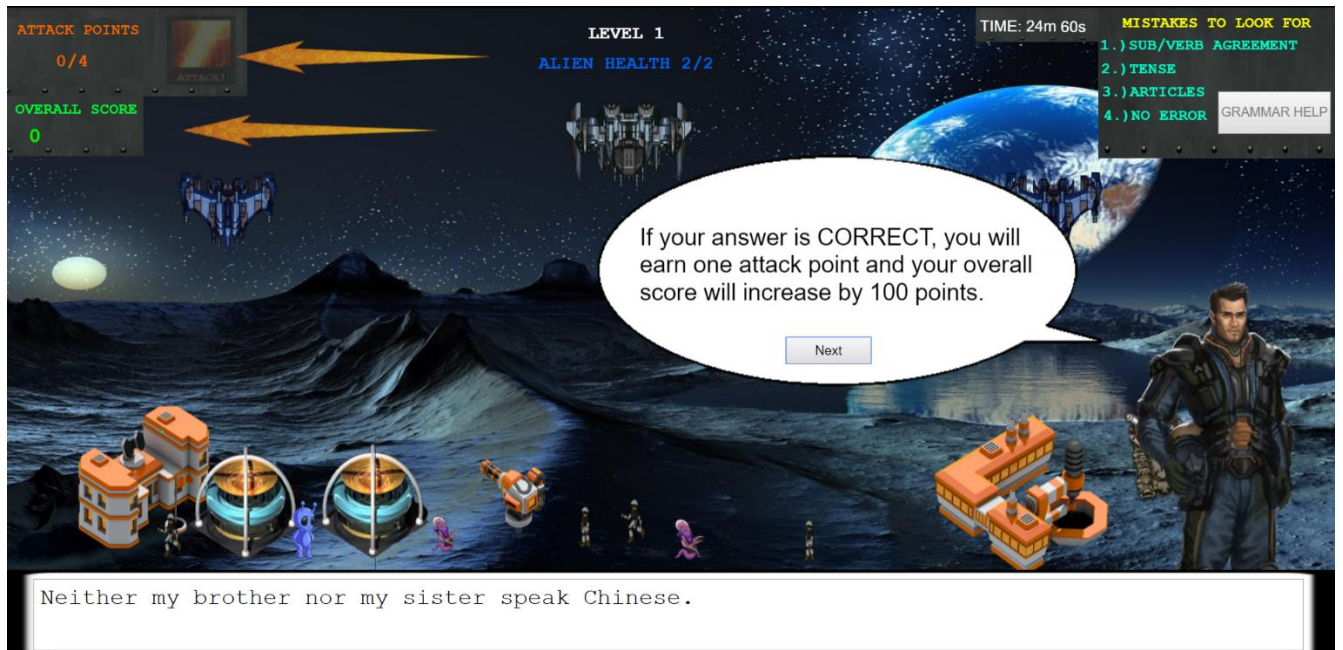 ATTACK POINTS
0/4
ATTACK!
OVERALL SCORE
0
LEVEL 1
ALIEN HEALTH 2/2
TIME: 24m 60s
MISTAKES TO LOOK FOR
1.)SUB/VERB AGREEMENT
2.)TENSE
3.)ARTICLES
4.)NO ERROR
GRAMMAR HELP
If your answer is CORRECT, you will
earn one attack point and your overall
score will increase by 100 points.
Next
Neither my brother nor my sister speak Chinese.